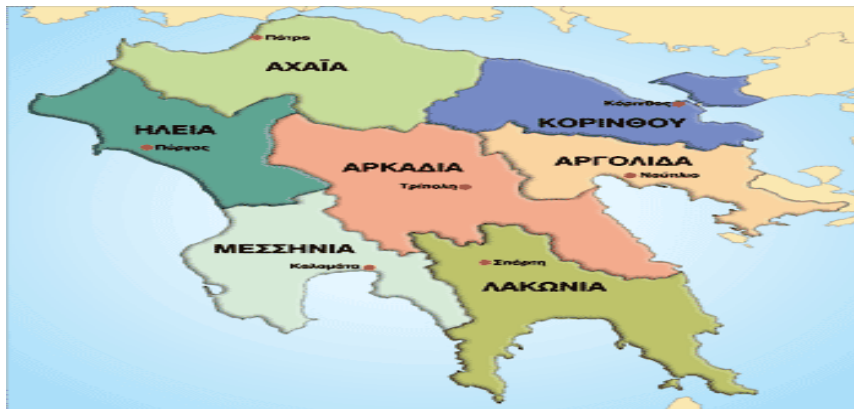 Πάτρα
ΑΧΑΪΑ
Κόρινθος
ΚΟΡΙΝΘΟΥ
ΗΛΕΙΑ
Πύργος
ΑΡΚΑΔΙΑ
Τρίπολη
ΑΡΓΟΛΙΔΑ
Ναύπλιο
ΜΕΣΣΗΝΙΑ
Καλαμάτα
Σπάρτη
ΛΑΚΩΝΙΑ